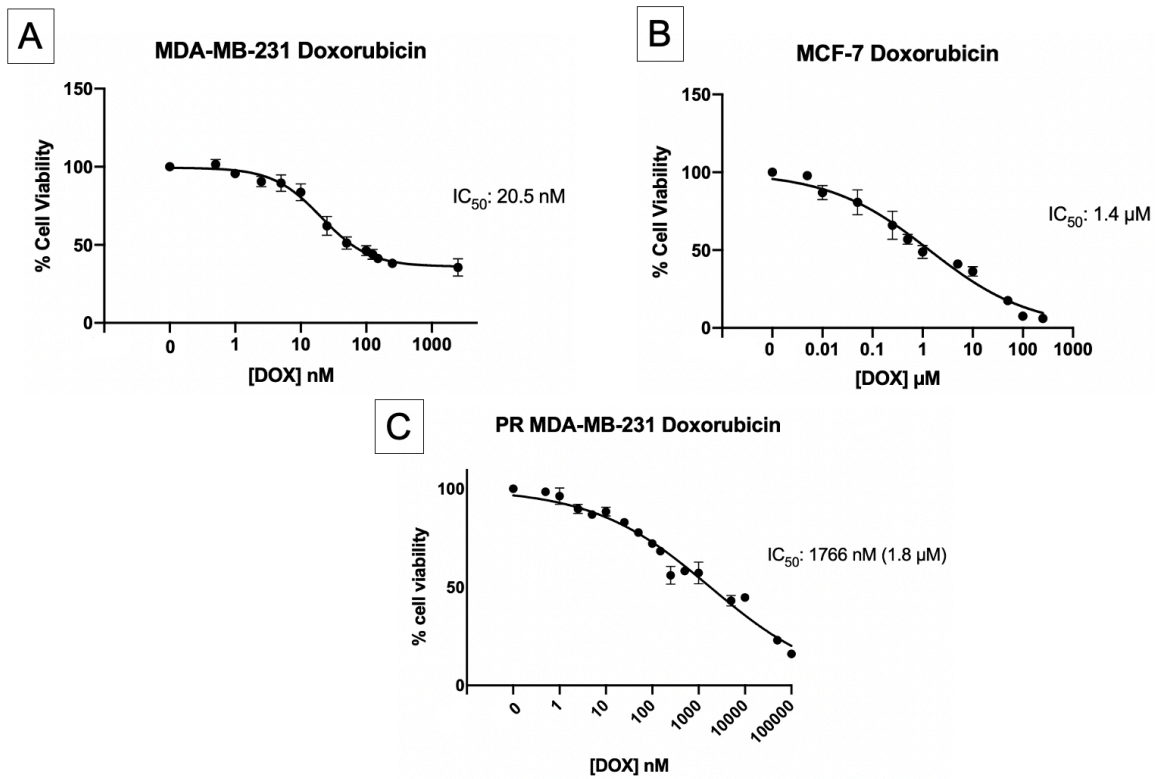 A
MDA-MB-231 Doxorubicin
150
100
50
0
% Cell Viability
IC50: 20.5 nM
0 1 10 100 1000
[DOX] nM
B
MCF-7 Doxorubicin
150
100
50
0
% Cell Viability
IC50: 1.4 µM
0 0.01 0.1 1 10 100 1000
[DOX] µM
C
PR MDA-MB-231 Doxorubicin
100
50
0
% cell viability
IC50: 1766 nM (1.8 µM)
0 1 10 100 1000 10000 100000
[DOX] nM